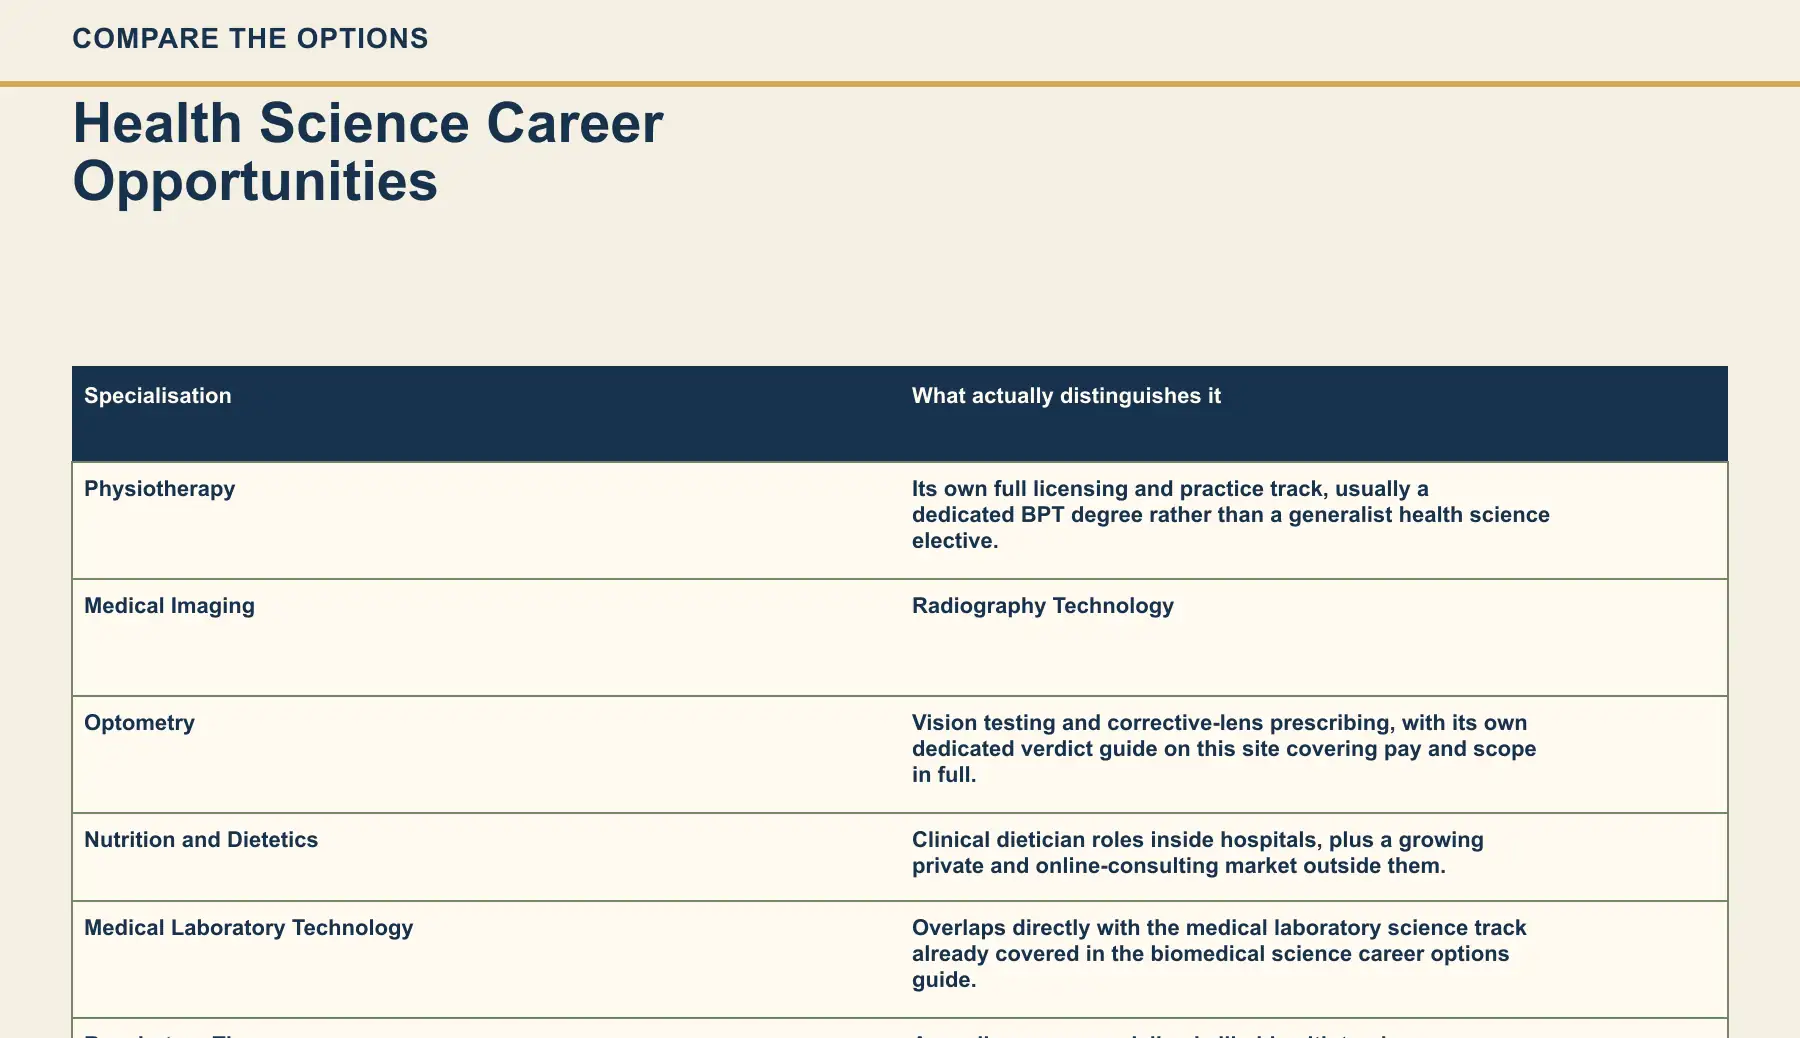 COMPARE THE OPTIONS
Health Science Career
Opportunities
Specialisation
What actually distinguishes it
Physiotherapy
Its own full licensing and practice track, usually a
dedicated BPT degree rather than a generalist health science
elective.
Medical Imaging
Radiography Technology
Optometry
Vision testing and corrective-lens prescribing, with its own
dedicated verdict guide on this site covering pay and scope
in full.
Nutrition and Dietetics
Clinical dietician roles inside hospitals, plus a growing
private and online-consulting market outside them.
Medical Laboratory Technology
Overlaps directly with the medical laboratory science track
already covered in the biomedical science career options
guide.